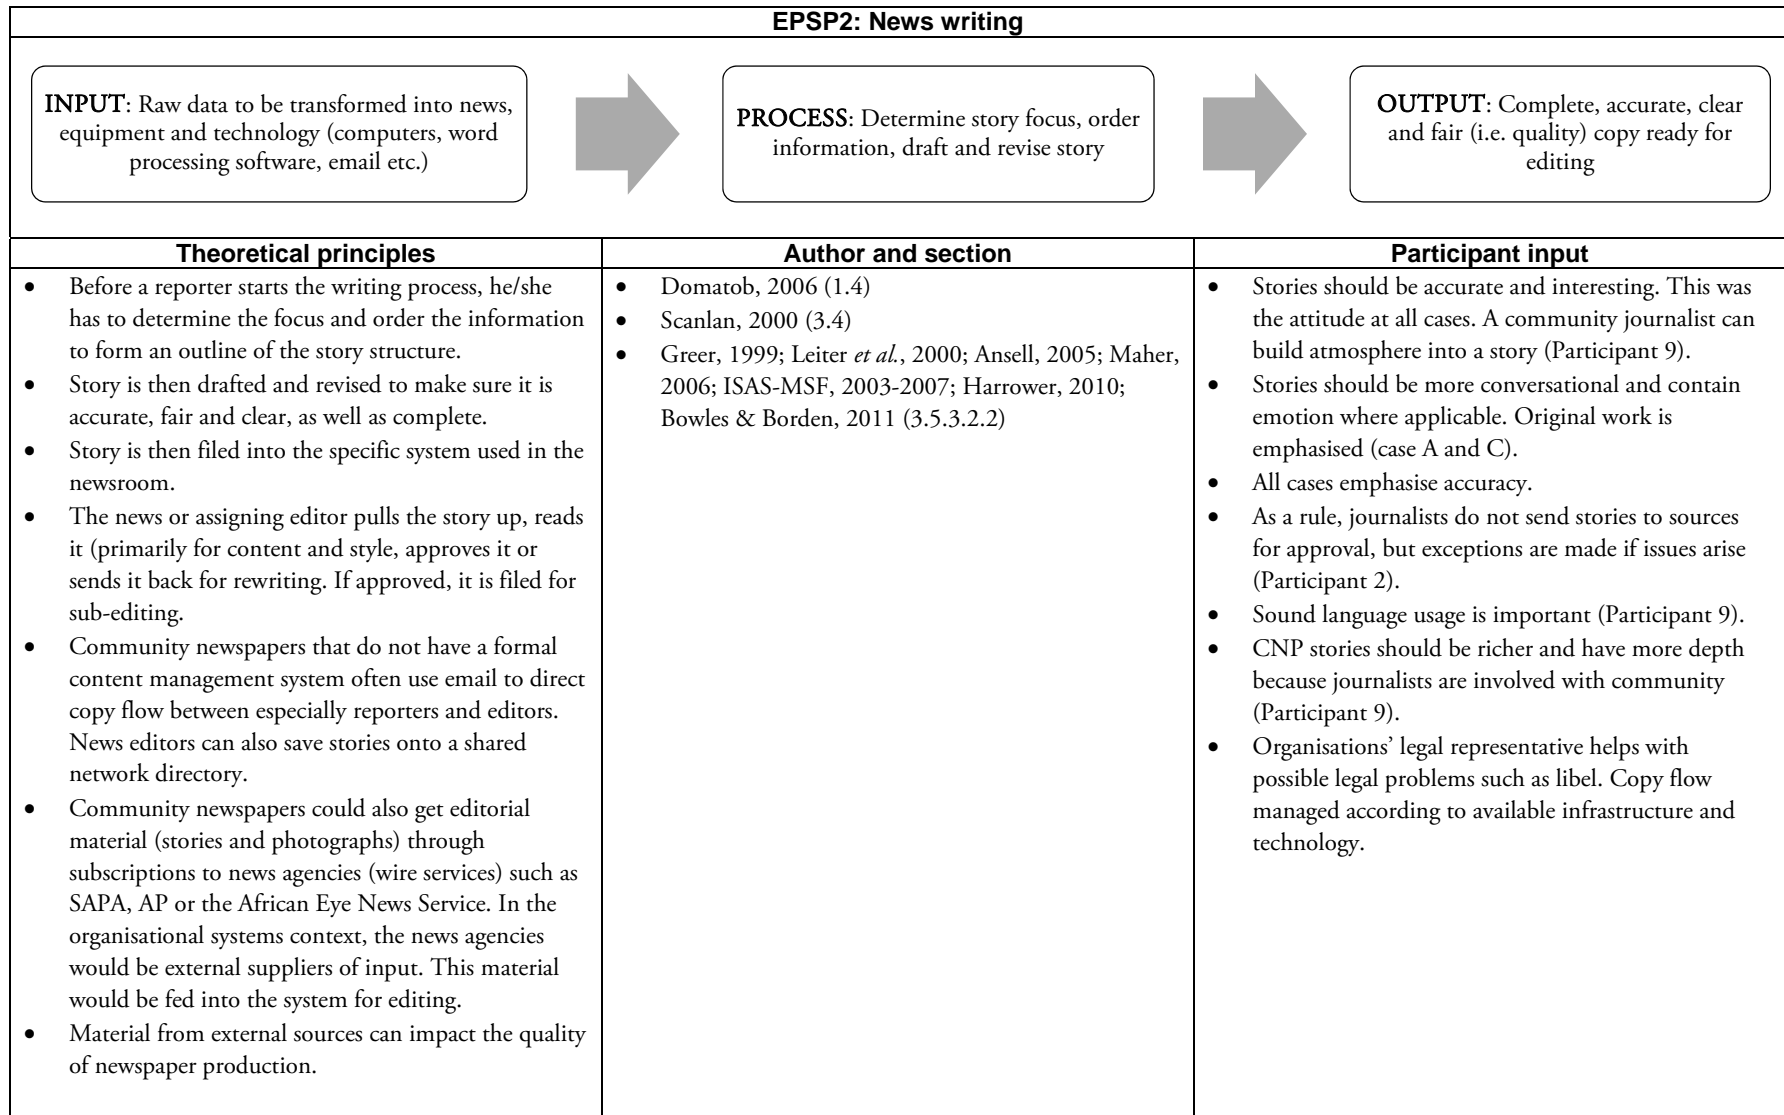 EPSP2: News writing
INPUT: Raw data to be transformed into news,
equipment and technology (computers, word
processing software, email etc.)
PROCESS: Determine story focus, order
information, draft and revise story
OUTPUT: Complete, accurate, clear
and fair (i.e. quality) copy ready for
editing
Theoretical principles
• Before a reporter starts the writing process, he/she
has to determine the focus and order the information
to form an outline of the story structure.
• Story is then drafted and revised to make sure it is
accurate, fair and clear, as well as complete.
• Story is then filed into the specific system used in the
newsroom.
• The news or assigning editor pulls the story up, reads
it (primarily for content and style, approves it or
sends it back for rewriting. If approved, it is filed for
sub-editing.
• Community newspapers that do not have a formal
content management system often use email to direct
copy flow between especially reporters and editors.
News editors can also save stories onto a shared
network directory.
• Community newspapers could also get editorial
material (stories and photographs) through
subscriptions to news agencies (wire services) such as
SAPA, AP or the African Eye News Service. In the
organisational systems context, the news agencies
would be external suppliers of input. This material
would be fed into the system for editing.
• Material from external sources can impact the quality
of newspaper production.
Author and section
• Domatob, 2006 (1.4)
• Scanlan, 2000 (3.4)
• Greer, 1999; Leiter et al., 2000; Ansell, 2005; Maher,
2006; ISAS-MSF, 2003-2007; Harrower, 2010;
Bowles & Borden, 2011 (3.5.3.2.2)
Participant input
• Stories should be accurate and interesting. This was
the attitude at all cases. A community journalist can
build atmosphere into a story (Participant 9).
• Stories should be more conversational and contain
emotion where applicable. Original work is
emphasised (case A and C).
• All cases emphasise accuracy.
• As a rule, journalists do not send stories to sources
for approval, but exceptions are made if issues arise
(Participant 2).
• Sound language usage is important (Participant 9).
• CNP stories should be richer and have more depth
because journalists are involved with community
(Participant 9).
• Organisations' legal representative helps with
possible legal problems such as libel. Copy flow
managed according to available infrastructure and
technology.